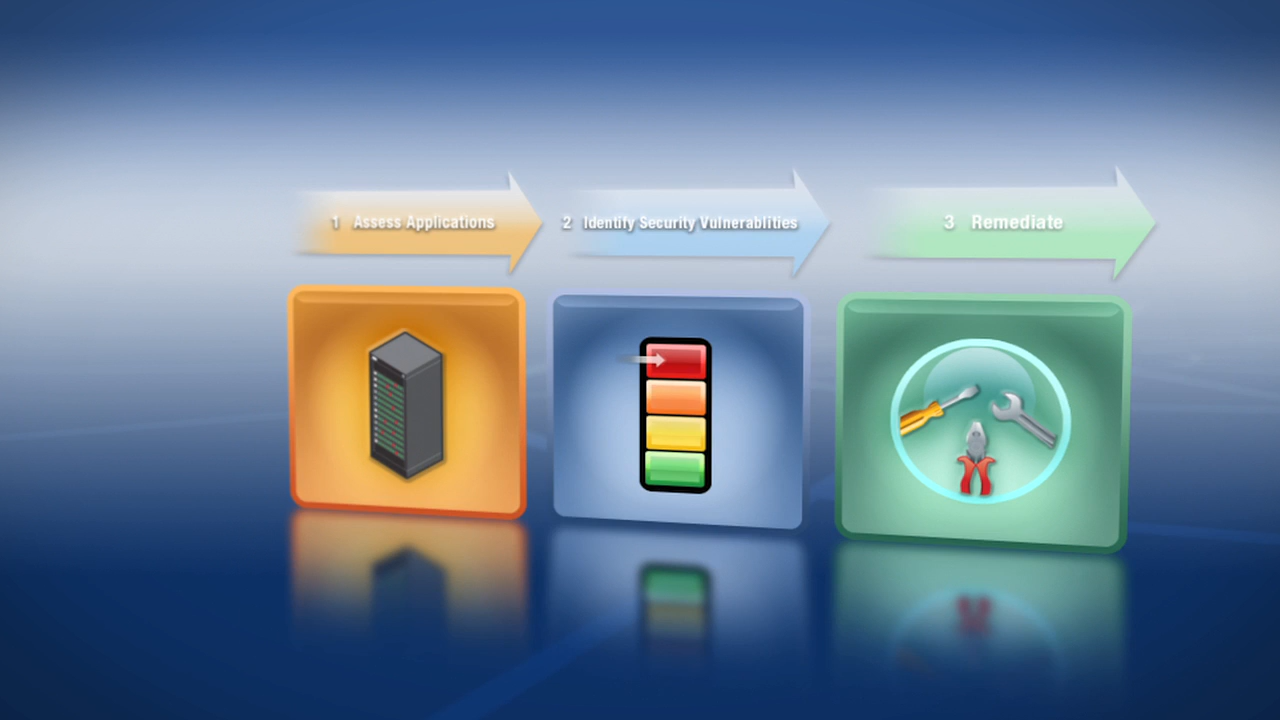 1 Assess Applications
2 Identify Security Vulnerablities
3 Remediate